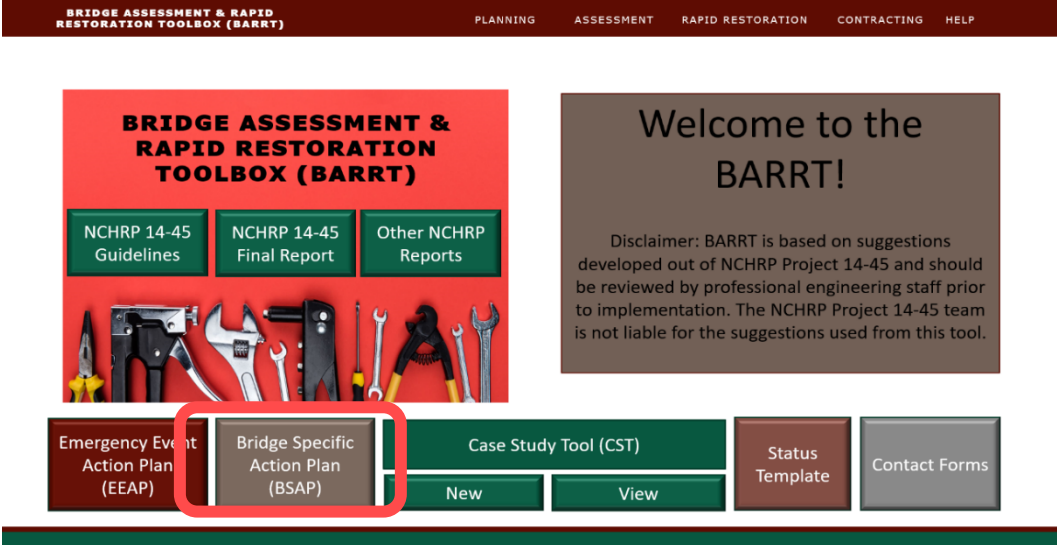 BRIDGE ASSESSMENT & RAPID
RESTORATION TOOLBOX (BARRT)
PLANNING
ASSESSMENT
RAPID RESTORATION
CONTRACTING
HELP
BRIDGE ASSESSMENT &
RAPID RESTORATION
TOOLBOX (BARRT)
NCHRP 14-45
Guidelines
NCHRP 14-45
Final Report
Other NCHRP
Reports
Welcome to the
BARRT!
Disclaimer: BARRT is based on suggestions
developed out of NCHRP Project 14-45 and should
be reviewed by professional engineering staff prior
to implementation. The NCHRP Project 14-45 team
is not liable for the suggestions used from this tool.
Emergency Event
Action Plan
(EEAP)
Bridge Specific
Action Plan
(BSAP)
Case Study Tool (CST)
New
View
Status
Template
Contact Forms